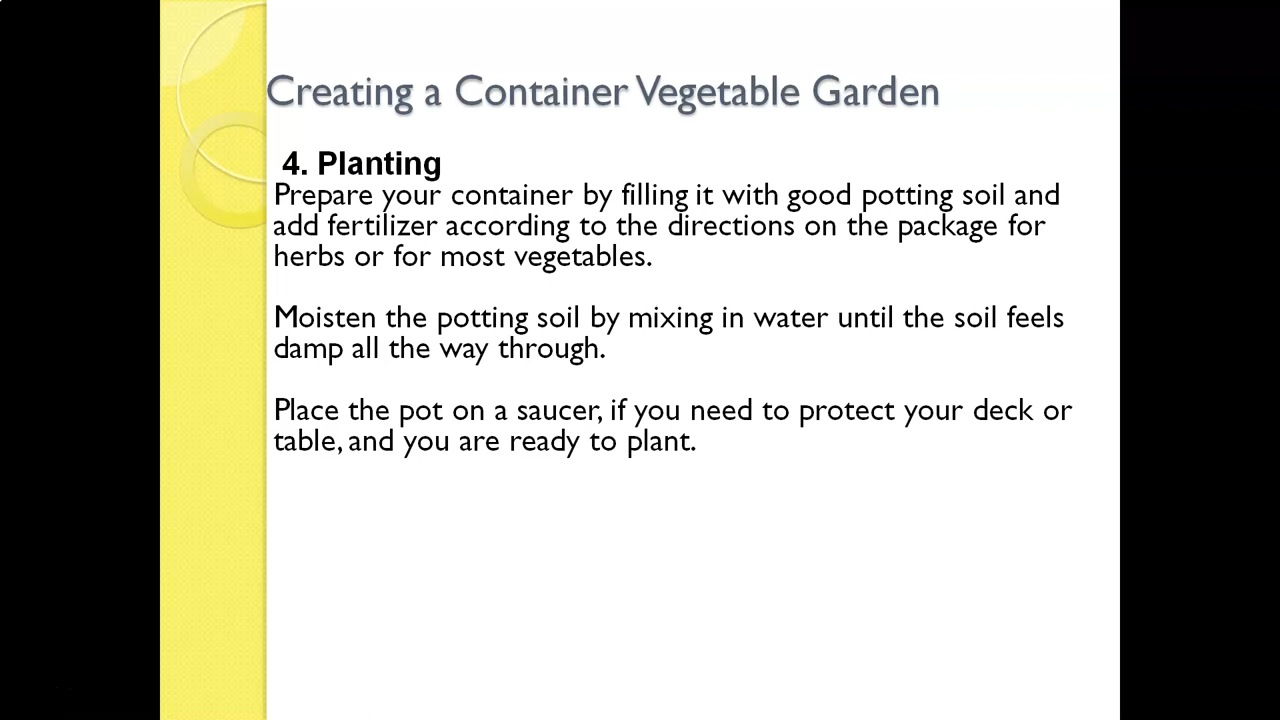 Creating a Container Vegetable Garden
4. Planting
Prepare your container by filling it with good potting soil and
add fertilizer according to the directions on the package for
herbs or for most vegetables.
Moisten the potting soil by mixing in water until the soil feels
damp all the way through.
Place the pot on a saucer, if you need to protect your deck or
table, and you are ready to plant.